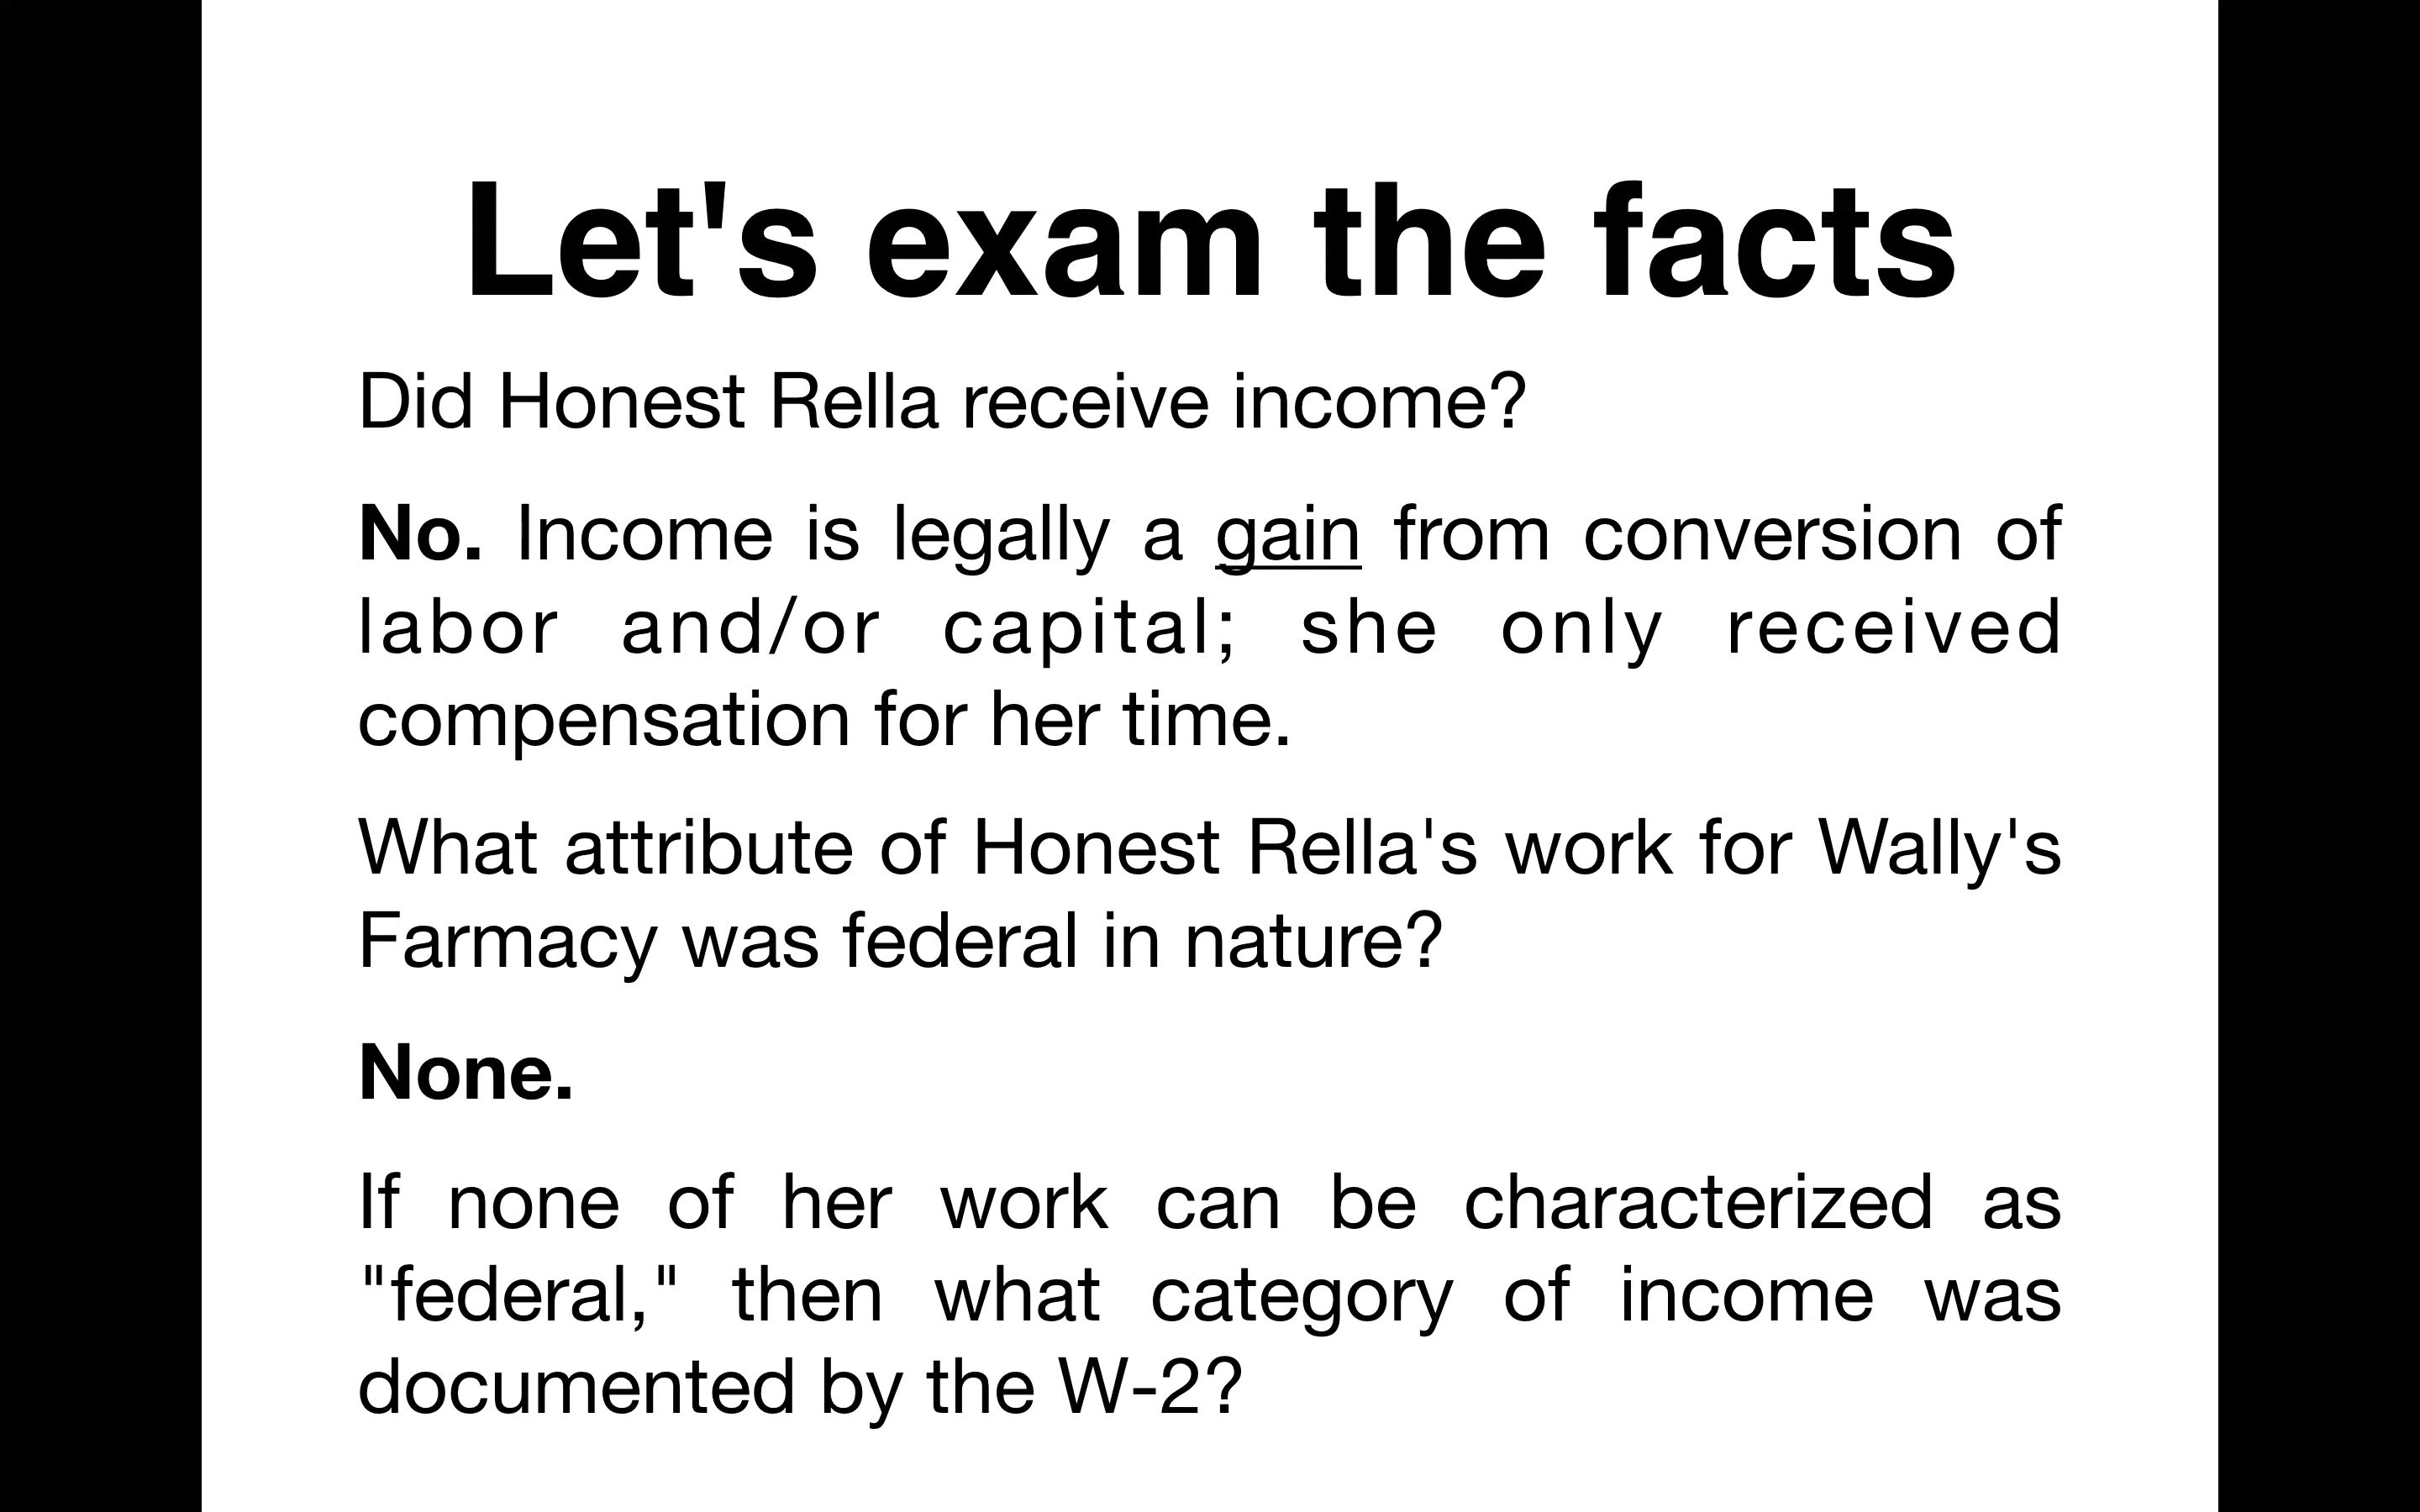 Let's exam the facts
Did Honest Rella receive income?
No. Income is legally a gain from conversion of
labor and/or capital; she only received
compensation for her time.
What attribute of Honest Rella's work for Wally's
Farmacy was federal in nature?
None.
If none of her work can be characterized as
"federal," then what category of income was
documented by the W-2?